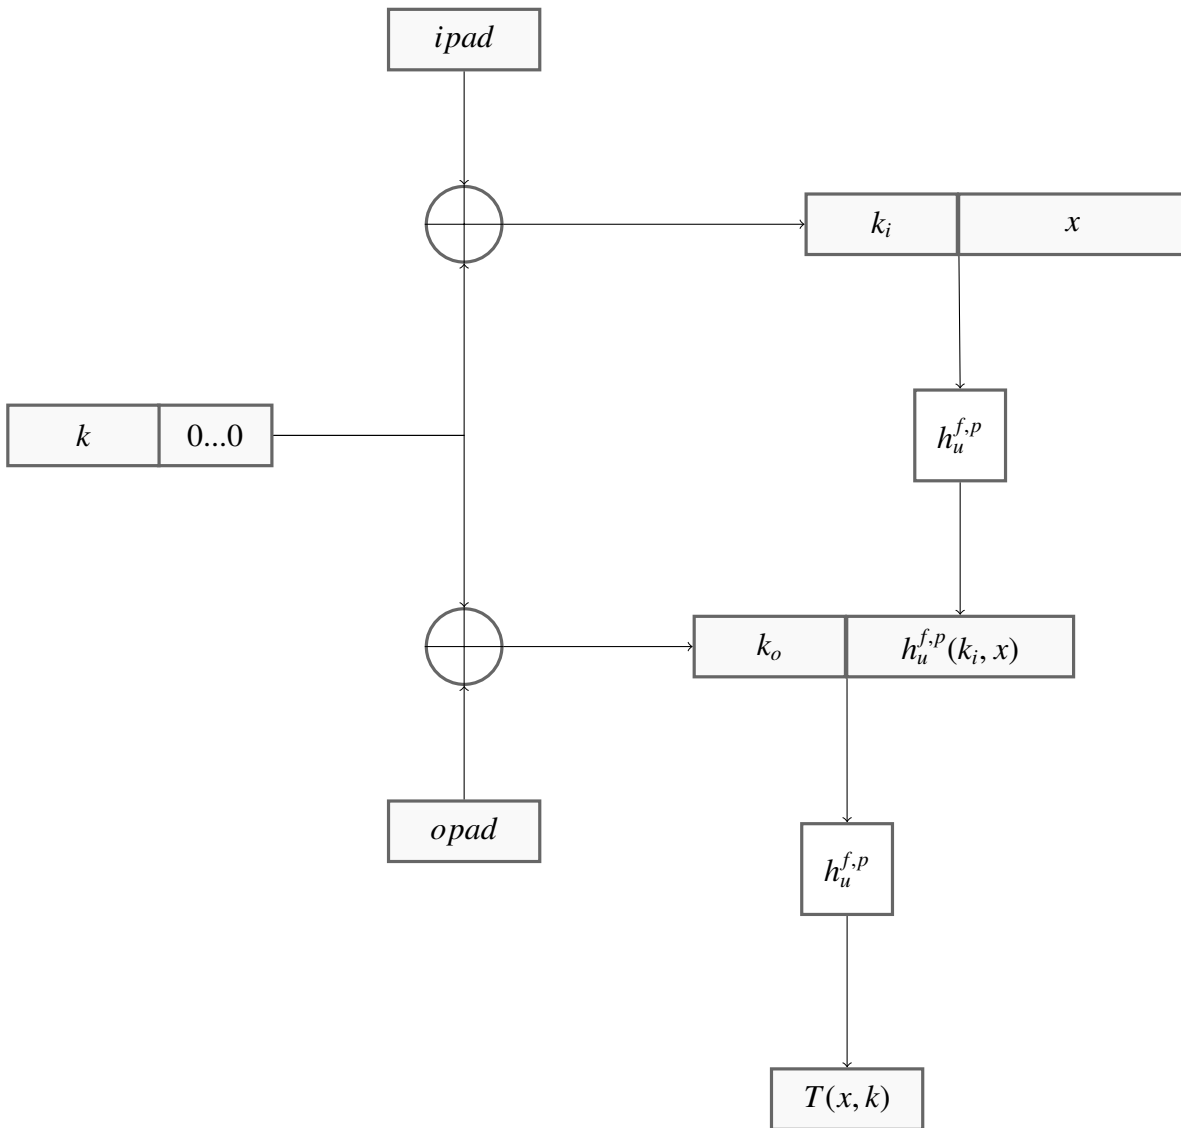 ipad
k_i x
k 0...0 h_u^{f,p}
k_o h_u^{f,p}(k_i, x)
opad
h_u^{f,p}
T(x, k)